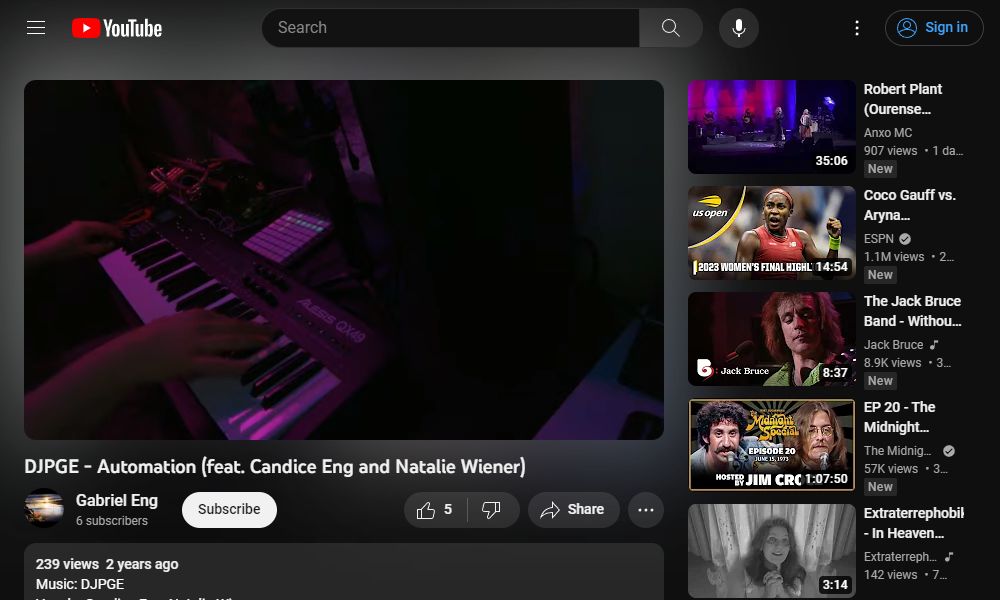 YouTube
Search
Sign in
ALESIS QX49
DJPGE - Automation (feat. Candice Eng and Natalie Wiener)
Gabriel Eng
6 subscribers
Subscribe
5
Share
239 views 2 years ago
Music: DJPGE
35:06
Robert Plant
(Ourense...
Anxo MC
907 views • 1 da...
New
us open
2023 WOMEN'S FINAL HIGHL
14:54
Coco Gauff vs.
Aryna...
ESPN
1.1M views • 2...
New
Jack Bruce
8:37
The Jack Bruce
Band - Withou...
Jack Bruce
8.9K views • 3...
New
The Midnight Special
EPISODE 20
JUNE 15, 1973
HOSTED BY JIM CRO
1:07:50
EP 20 - The
Midnight...
The Midnig...
57K views • 3...
New
3:14
Extraterrephobik
- In Heaven...
Extraterreph...
142 views • 7...